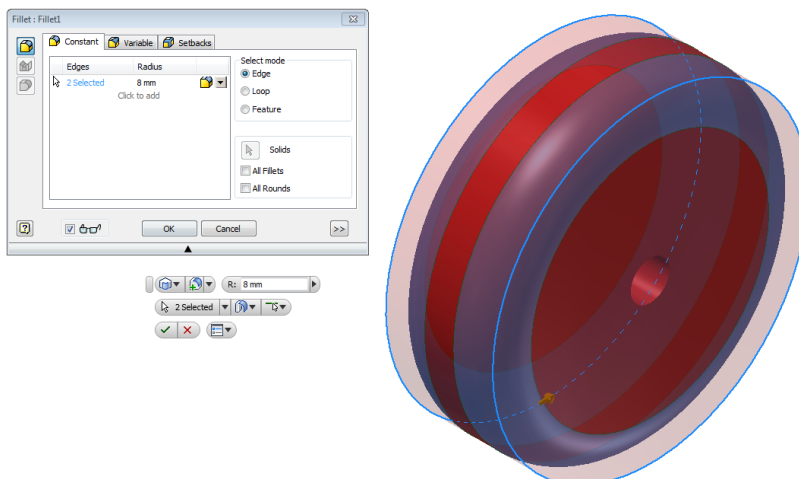 Fillet : Fillet1
Constant Variable Setbacks
Edges Radius
2 Selected 8 mm
Click to add
Select mode
Edge
Loop
Feature
Solids
All Fillets
All Rounds
? OK Cancel >>
R: 8 mm
2 Selected